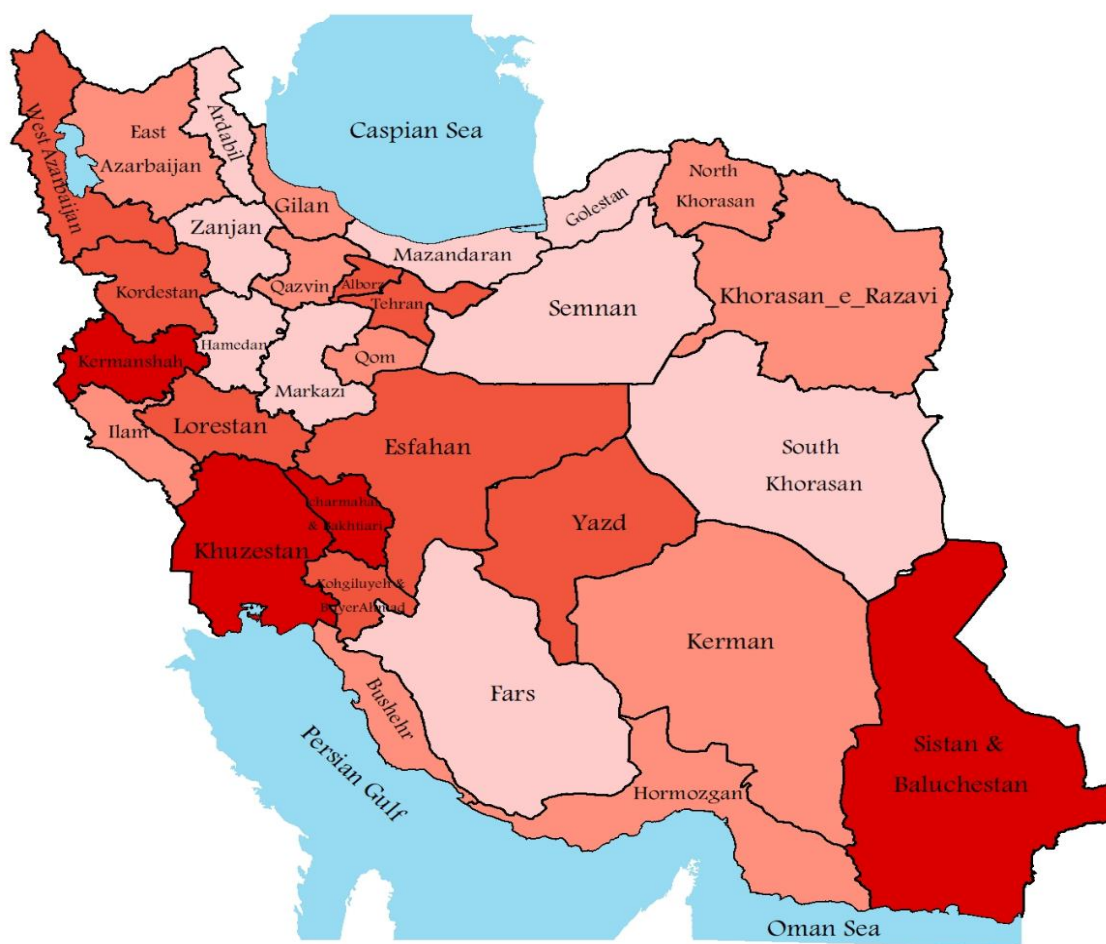 Caspian Sea
West Azarbaijan
East
Azarbaijan
Ardabil
Gilan
Zanjan
Golestan
North
Khorasan
Mazandaran
Qazvin
Alborz
Tehran
Semnan
Khorasan_e_Razavi
Kordestan
Hamedan
Kermanshah
Qom
Markazi
Ilam
Lorestan
Esfahan
South
Khorasan
Yazd
& Bakhtiari
Khuzestan
Kohgiluyeh &
BoyerAhmad
Kerman
Fars
Bushehr
Persian Gulf
Sistan &
Baluchestan
Hormozgan
Oman Sea